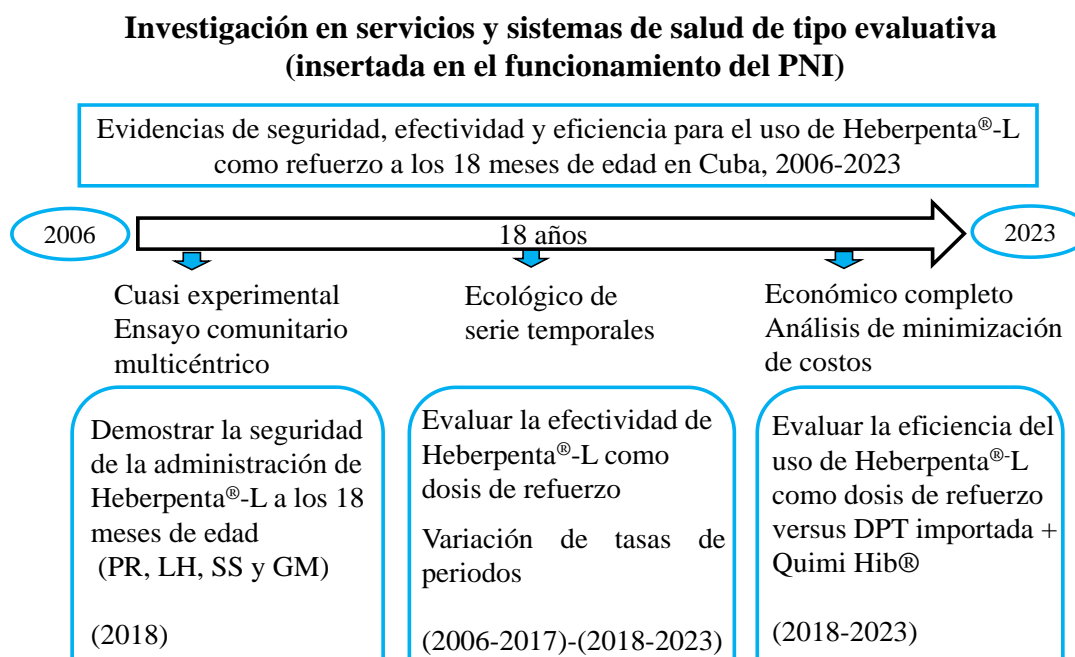 Investigación en servicios y sistemas de salud de tipo evaluativa
(insertada en el funcionamiento del PNI)
Evidencias de seguridad, efectividad y eficiencia para el uso de Heberpenta®-L
como refuerzo a los 18 meses de edad en Cuba, 2006-2023
2006
18 años
2023
Cuasi experimental
Ensayo comunitario
multicéntrico
Ecológico de
serie temporales
Económico completo
Análisis de minimización
de costos
Demostrar la seguridad
de la administración de
Heberpenta®-L a los 18
meses de edad
(PR, LH, SS y GM)
(2018)
Evaluar la efectividad de
Heberpenta®-L como
dosis de refuerzo
Variación de tasas de
periodos
(2006-2017)-(2018-2023)
Evaluar la eficiencia del
uso de Heberpenta®-L
como dosis de refuerzo
versus DPT importada +
Quimi Hib®
(2018-2023)